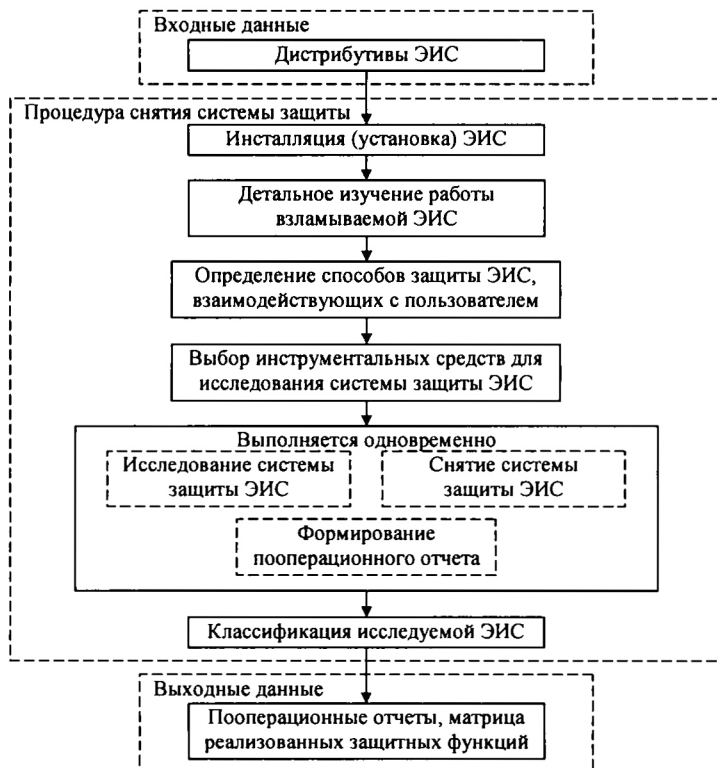 Входные данные
Дистрибутивы ЭИС
Процедура снятия системы защиты
Инсталляция (установка) ЭИС
Детальное изучение работы
взламываемой ЭИС
Определение способов защиты ЭИС,
взаимодействующих с пользователем
Выбор инструментальных средств для
исследования системы защиты ЭИС
Выполняется одновременно
Исследование системы
защиты ЭИС
Снятие системы
защиты ЭИС
Формирование
пооперационного отчета
Классификация исследуемой ЭИС
Выходные данные
Пооперационные отчеты, матрица
реализованных защитных функций